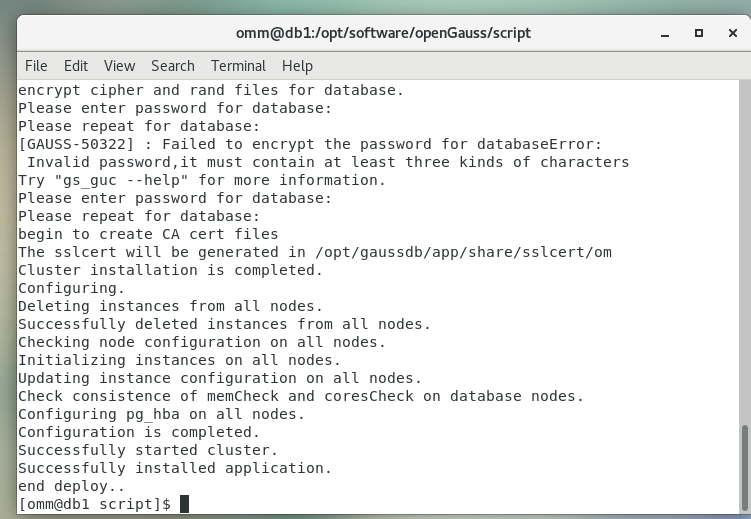 omm@db1:/opt/software/openGauss/script
File Edit View Search Terminal Help
encrypt cipher and rand files for database.
Please enter password for database:
Please repeat for database:
[GAUSS-50322] : Failed to encrypt the password for databaseError:
 Invalid password,it must contain at least three kinds of characters
Try "gs_guc --help" for more information.
Please enter password for database:
Please repeat for database:
begin to create CA cert files
The sslcert will be generated in /opt/gaussdb/app/share/sslcert/om
Cluster installation is completed.
Configuring.
Deleting instances from all nodes.
Successfully deleted instances from all nodes.
Checking node configuration on all nodes.
Initializing instances on all nodes.
Updating instance configuration on all nodes.
Check consistence of memCheck and coresCheck on database nodes.
Configuring pg_hba on all nodes.
Configuration is completed.
Successfully started cluster.
Successfully installed application.
end deploy..
[omm@db1 script]$